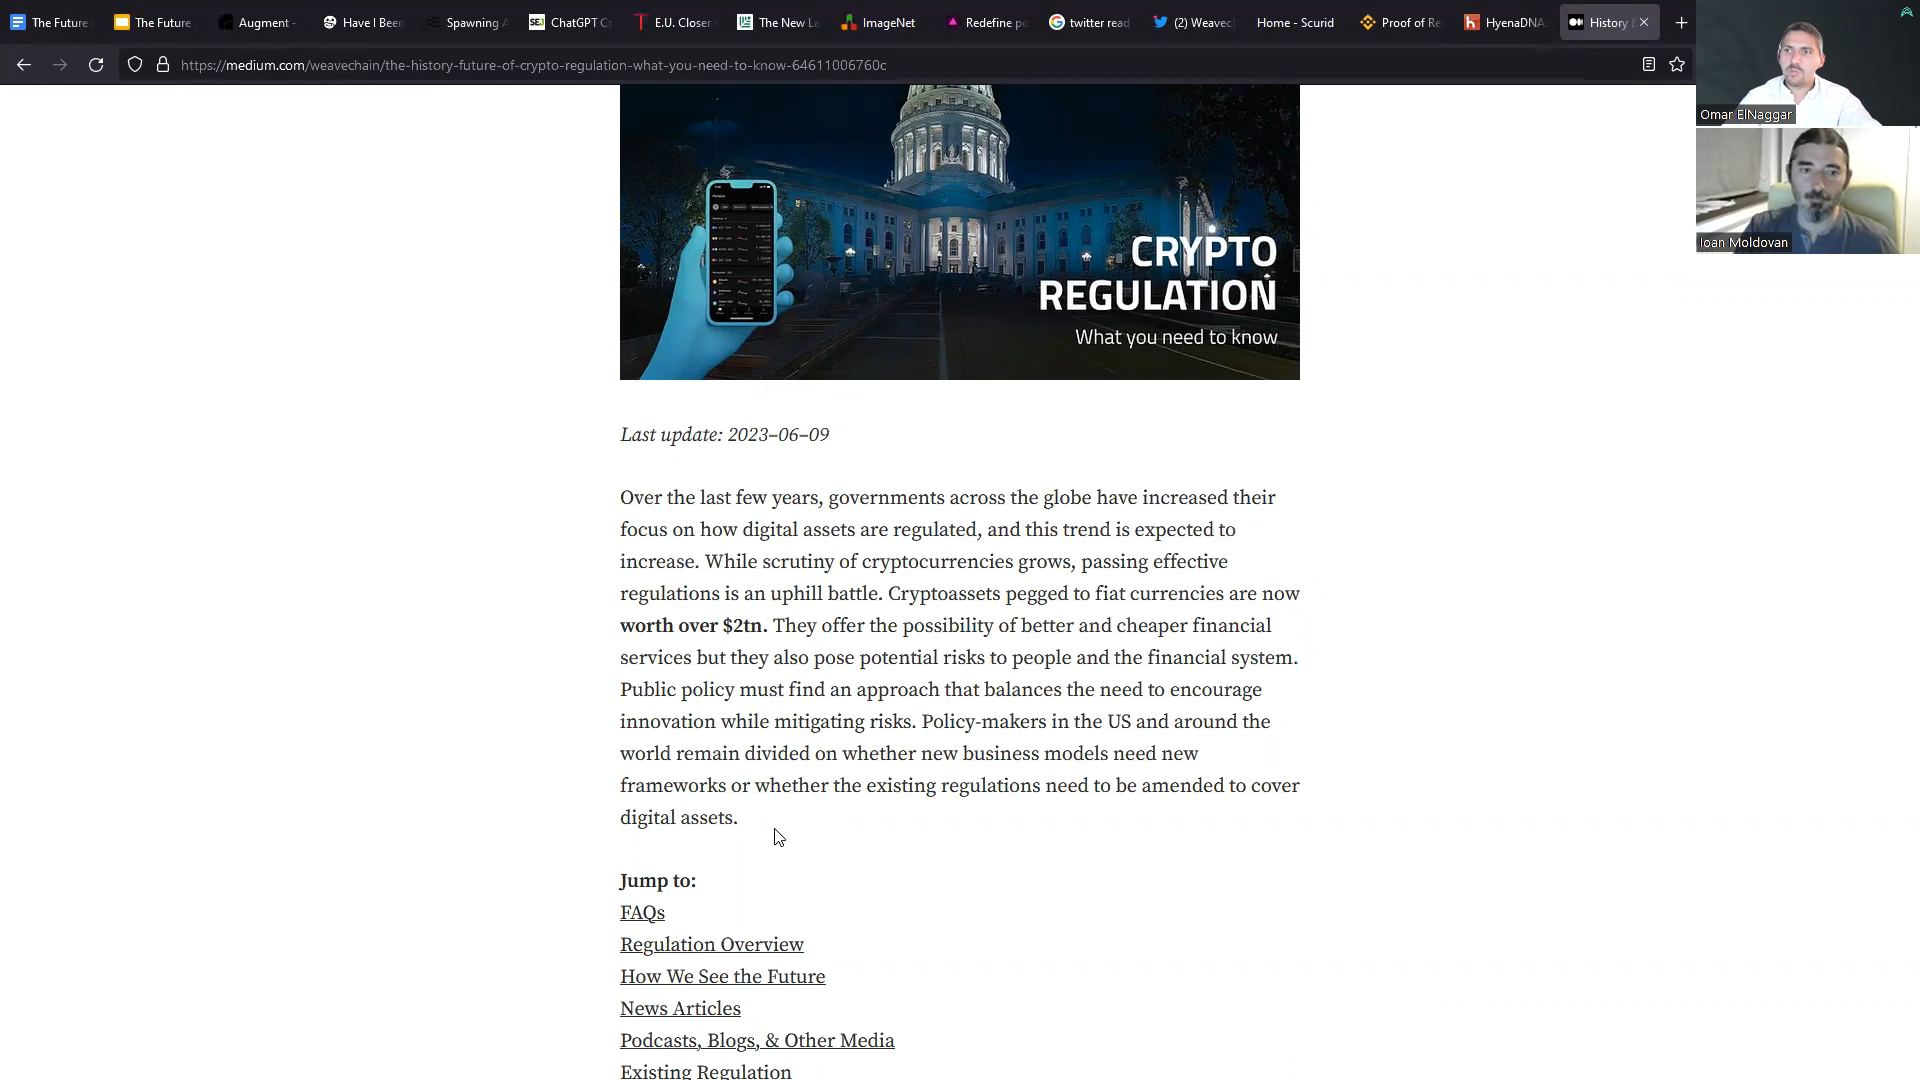 The Future
The Future
Augment -
Have I Been
Spawning A
ChatGPT C
E.U. Closer
The New La
ImageNet
Redefine po
twitter read
(2) Weavec
Home - Scurid
Proof of Re
HyenaDNA
History &
https://medium.com/weavechain/the-history-future-of-crypto-regulation-what-you-need-to-know-64611006760c
Omar ElNaggar
Ioan Moldovan
CRYPTO
REGULATION
What you need to know
Last update: 2023–06–09
Over the last few years, governments across the globe have increased their
focus on how digital assets are regulated, and this trend is expected to
increase. While scrutiny of cryptocurrencies grows, passing effective
regulations is an uphill battle. Cryptoassets pegged to fiat currencies are now
worth over $2tn. They offer the possibility of better and cheaper financial
services but they also pose potential risks to people and the financial system.
Public policy must find an approach that balances the need to encourage
innovation while mitigating risks. Policy-makers in the US and around the
world remain divided on whether new business models need new
frameworks or whether the existing regulations need to be amended to cover
digital assets.
Jump to:
FAQs
Regulation Overview
How We See the Future
News Articles
Podcasts, Blogs, & Other Media
Existing Regulation